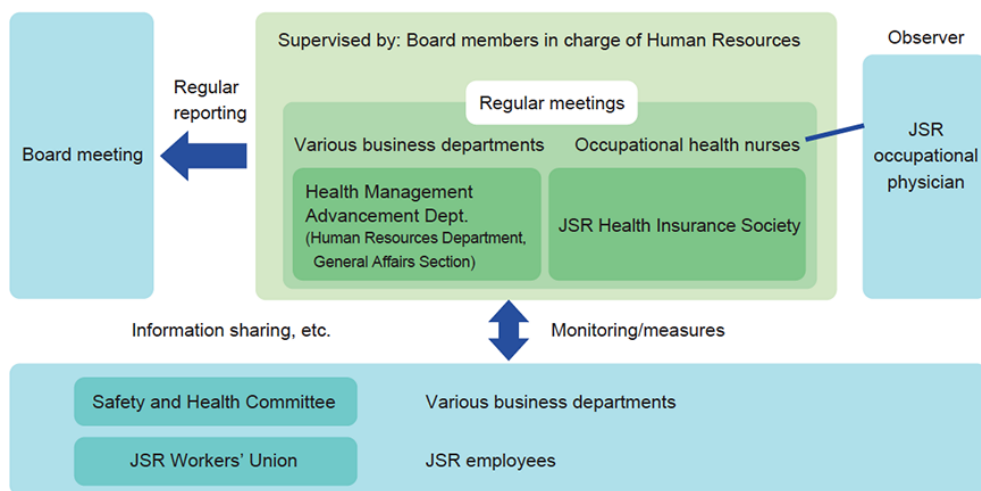 Supervised by: Board members in charge of Human Resources
Observer
Regular
reporting
Regular meetings
Board meeting
Various business departments
Occupational health nurses
JSR
occupational
physician
Health Management
Advancement Dept.
(Human Resources Department,
General Affairs Section)
JSR Health Insurance Society
Information sharing, etc.
Monitoring/measures
Safety and Health Committee
Various business departments
JSR Workers' Union
JSR employees